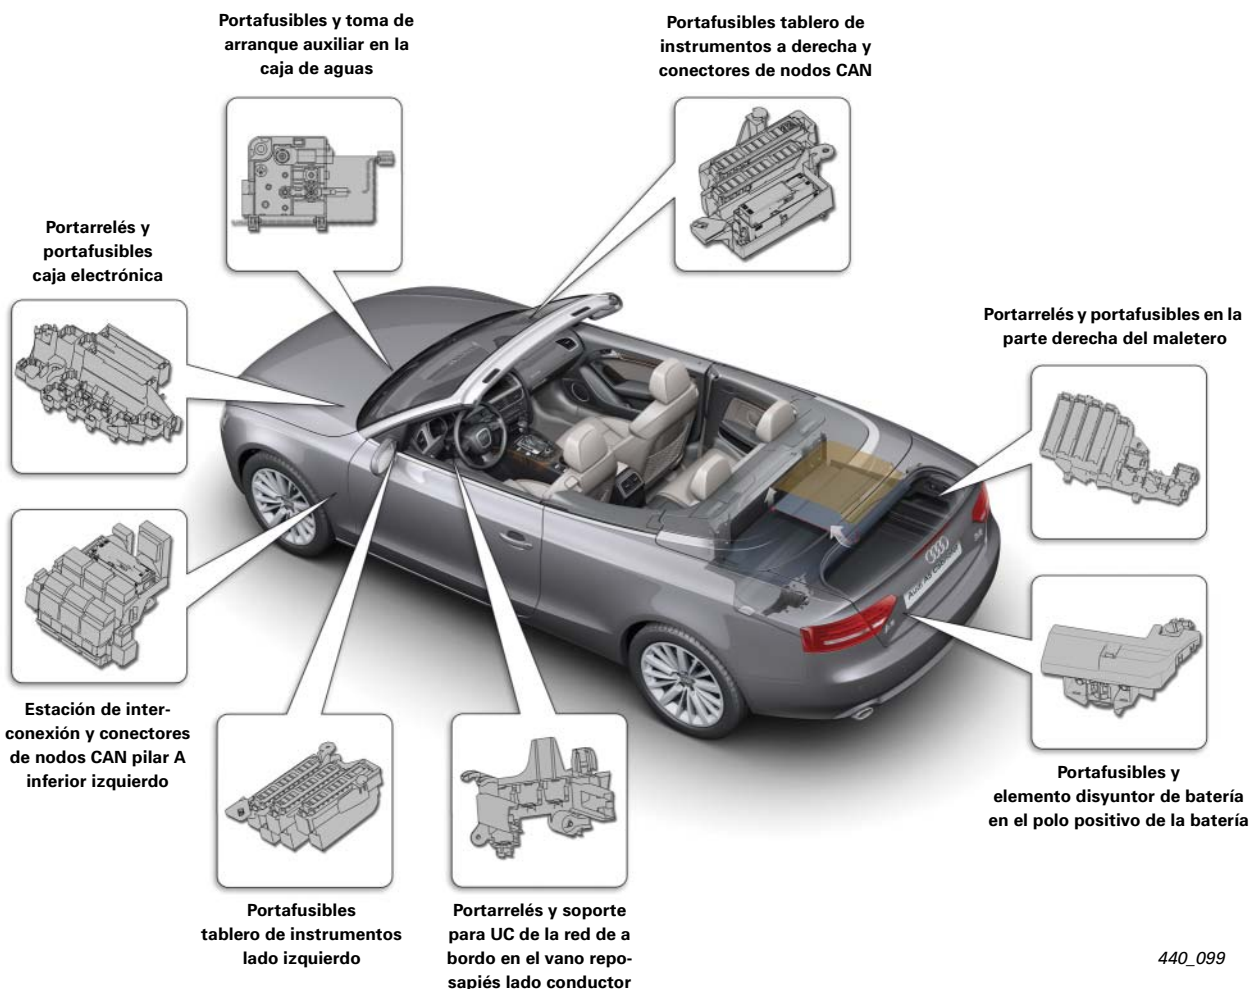 Portafusibles y toma de
arranque auxiliar en la
caja de aguas
Portafusibles tablero de
instrumentos a derecha y
conectores de nodos CAN
Portarrelés y
portafusibles
caja electrónica
Portarrelés y portafusibles en la
parte derecha del maletero
Estación de inter-
conexión y conectores
de nodos CAN pilar A
inferior izquierdo
Portafusibles y
elemento disyuntor de batería
en el polo positivo de la batería
Portafusibles
tablero de instrumentos
lado izquierdo
Portarrelés y soporte
para UC de la red de a
bordo en el vano repo-
sapiés lado conductor
440_099